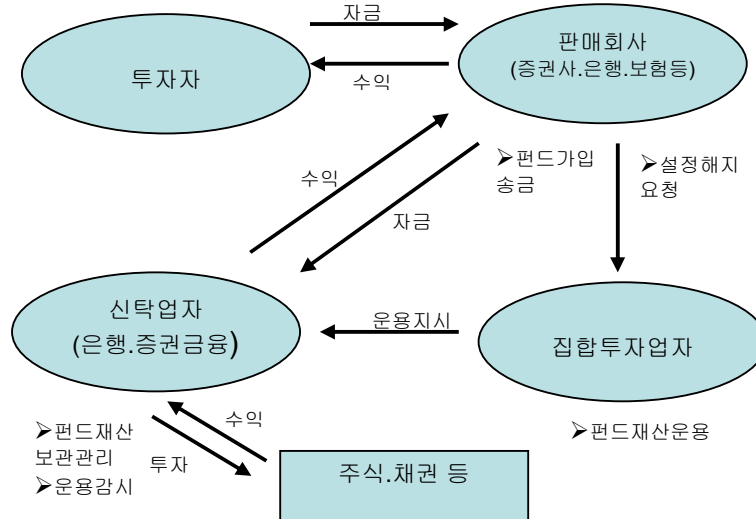 자금
투자자
판매회사
(증권사.은행.보험등)
수익
➢펀드가입
송금
➢설정해지
요청
수익
자금
신탁업자
(은행.증권금융)
운용지시
집합투자업자
➢펀드재산
보관관리
➢운용감시
수익
투자
➢펀드재산운용
주식.채권 등